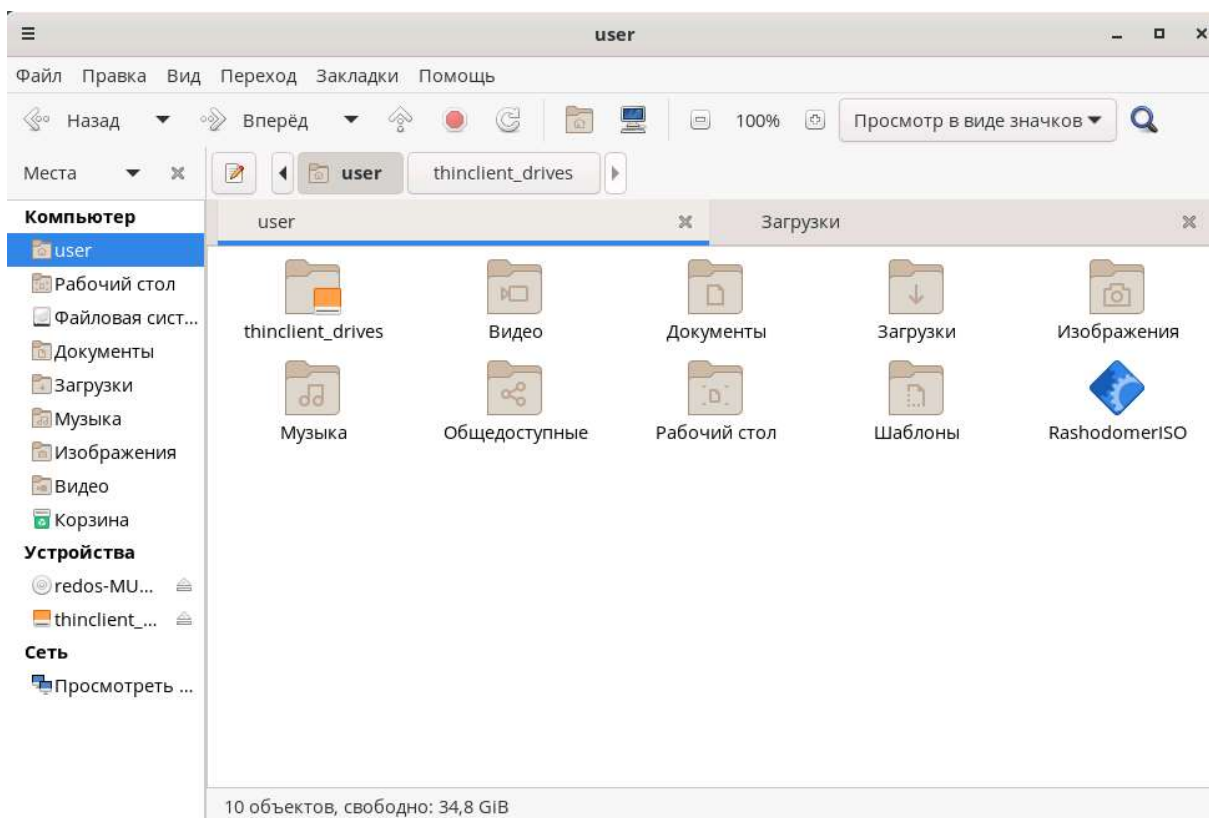 user
Файл Правка Вид Переход Закладки Помощь
Назад Вперёд 100% Просмотр в виде значков
Места user thinclient_drives
Компьютер
user
Рабочий стол
Файловая сист...
Документы
Загрузки
Музыка
Изображения
Видео
Корзина
Устройства
redos-MU...
thinclient_...
Сеть
Просмотреть ...
user Загрузки
thinclient_drives Видео Документы Загрузки Изображения
Музыка Общедоступные Рабочий стол Шаблоны RashodomerISO
10 объектов, свободно: 34,8 GiB